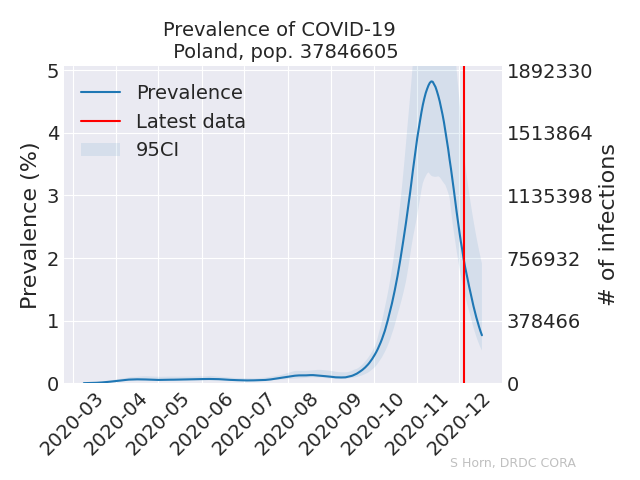 Prevalence of COVID-19
Poland, pop. 37846605
Prevalence
Latest data
95CI
Prevalence (%)
5
4
3
2
1
0
1892330
1513864
1135398
756932
378466
0
# of infections
2020-03
2020-04
2020-05
2020-06
2020-07
2020-08
2020-09
2020-10
2020-11
2020-12
S Horn, DRDC CORA